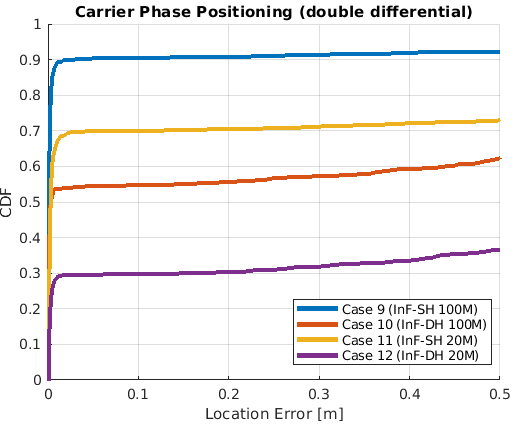 Carrier Phase Positioning (double differential)
1
0.9
0.8
0.7
0.6
0.5
0.4
0.3
0.2
0.1
0
CDF
Case 9 (InF-SH 100M)
Case 10 (InF-DH 100M)
Case 11 (InF-SH 20M)
Case 12 (InF-DH 20M)
0 0.1 0.2 0.3 0.4 0.5
Location Error [m]